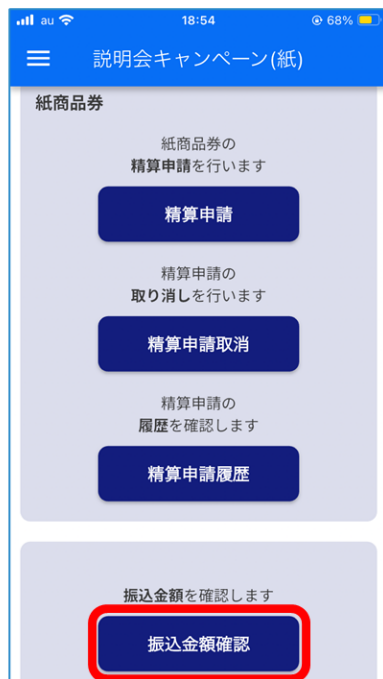 au 18:54 68%
説明会キャンペーン(紙)
紙商品券
紙商品券の
精算申請を行います
精算申請
精算申請の
取り消しを行います
精算申請取消
精算申請の
履歴を確認します
精算申請履歴
振込金額を確認します
振込金額確認